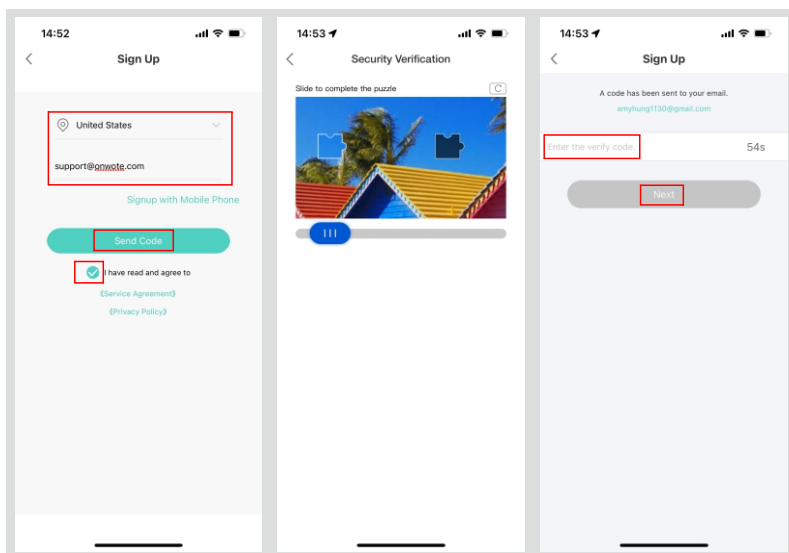 14:52
Sign Up
United States
support@onwote.com
Signup with Mobile Phone
Send Code
I have read and agree to
《Service Agreement》
《Privacy Policy》
14:53
Security Verification
Slide to complete the puzzle
14:53
Sign Up
A code has been sent to your email.
amyhung1130@gmail.com
Enter the verify code.
54s
Next